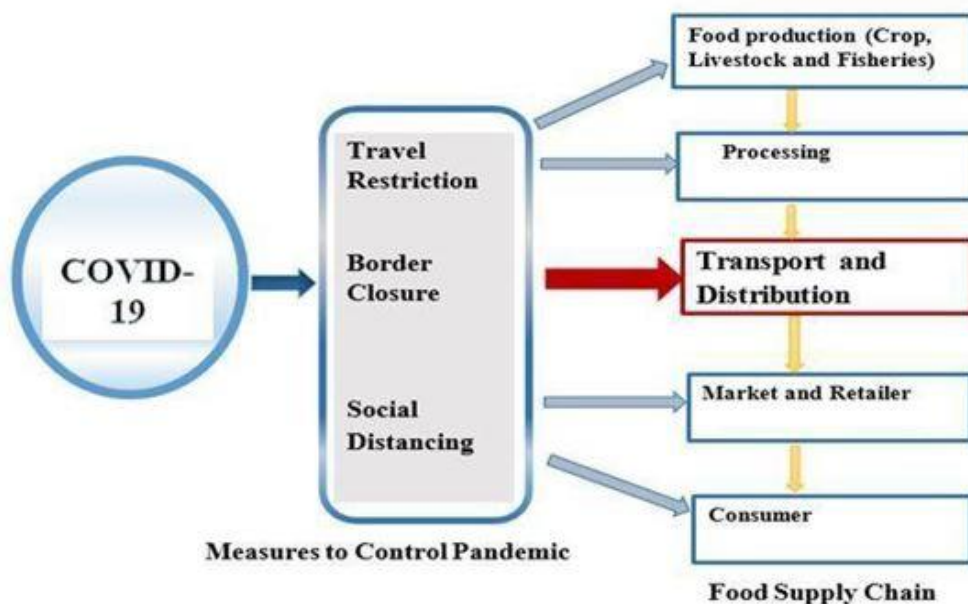 COVID-
19
Travel
Restriction
Border
Closure
Social
Distancing
Measures to Control Pandemic
Food production (Crop,
Livestock and Fisheries)
Processing
Transport and
Distribution
Market and Retailer
Consumer
Food Supply Chain